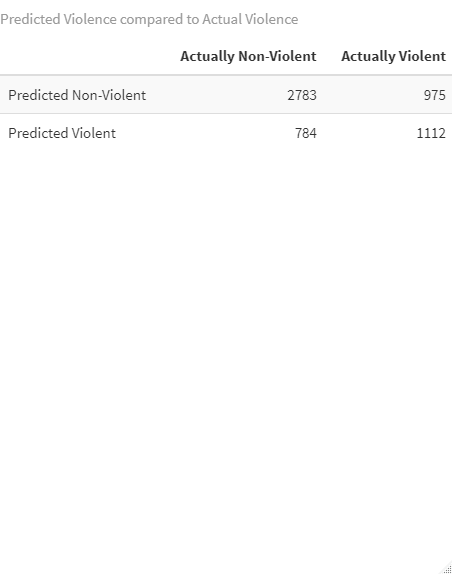 Predicted Violence compared to Actual Violence
Actually Non-Violent Actually Violent
Predicted Non-Violent 2783 975
Predicted Violent 784 1112